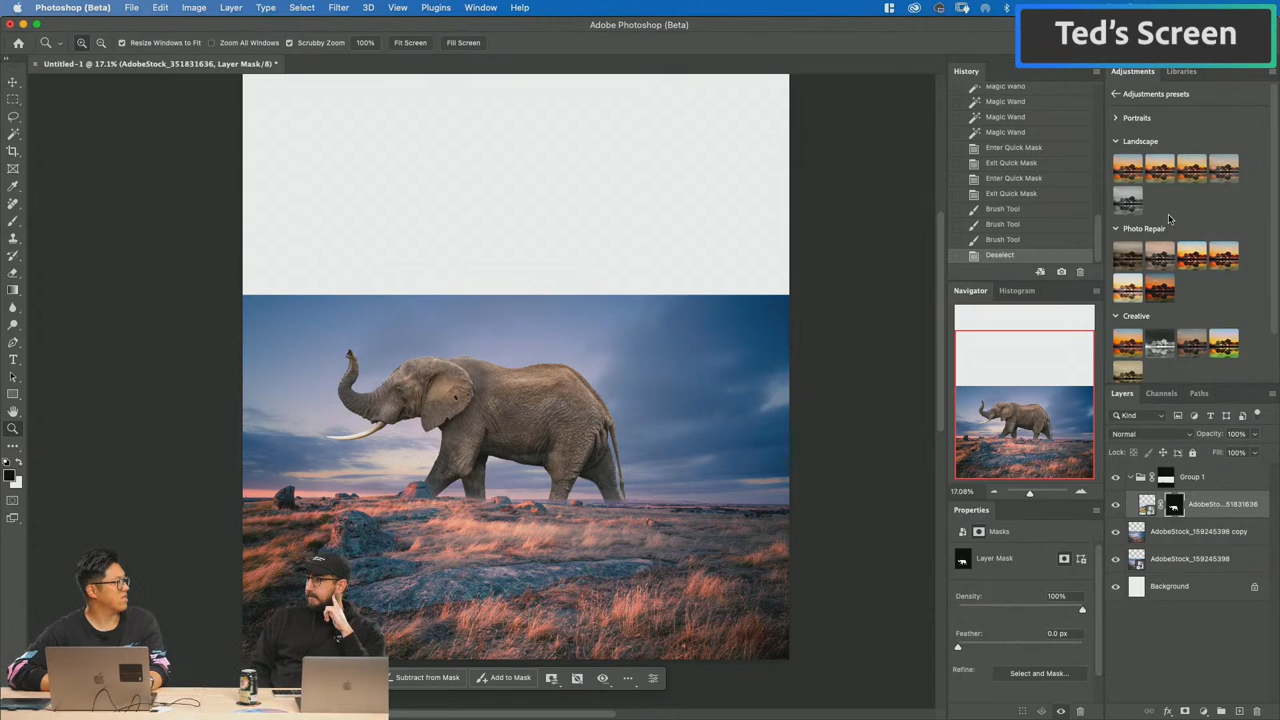 Photoshop (Beta) File Edit Image Layer Type Select Filter 3D View Plugins Window Help
Adobe Photoshop (Beta)
Ted's Screen
Resize Windows to Fit Zoom All Windows Scrubby Zoom 100% Fit Screen Fill Screen
Untitled-1 @ 17.1% (AdobeStock_351831636, Layer Mask/8) *
History
Magic Wand
Magic Wand
Magic Wand
Magic Wand
Enter Quick Mask
Exit Quick Mask
Enter Quick Mask
Exit Quick Mask
Brush Tool
Brush Tool
Brush Tool
Deselect
Navigator Histogram
17.08%
Properties
Masks
Layer Mask
Density: 100%
Feather: 0.0 px
Refine: Select and Mask...
Adjustments Libraries
Adjustments presets
Portraits
Landscape
Photo Repair
Creative
Layers Channels Paths
Kind
Normal Opacity: 100%
Lock: Fill: 100%
Group 1
AdobeSto...51831636
AdobeStock_159245398 copy
AdobeStock_159245398
Background
Subtract from Mask Add to Mask